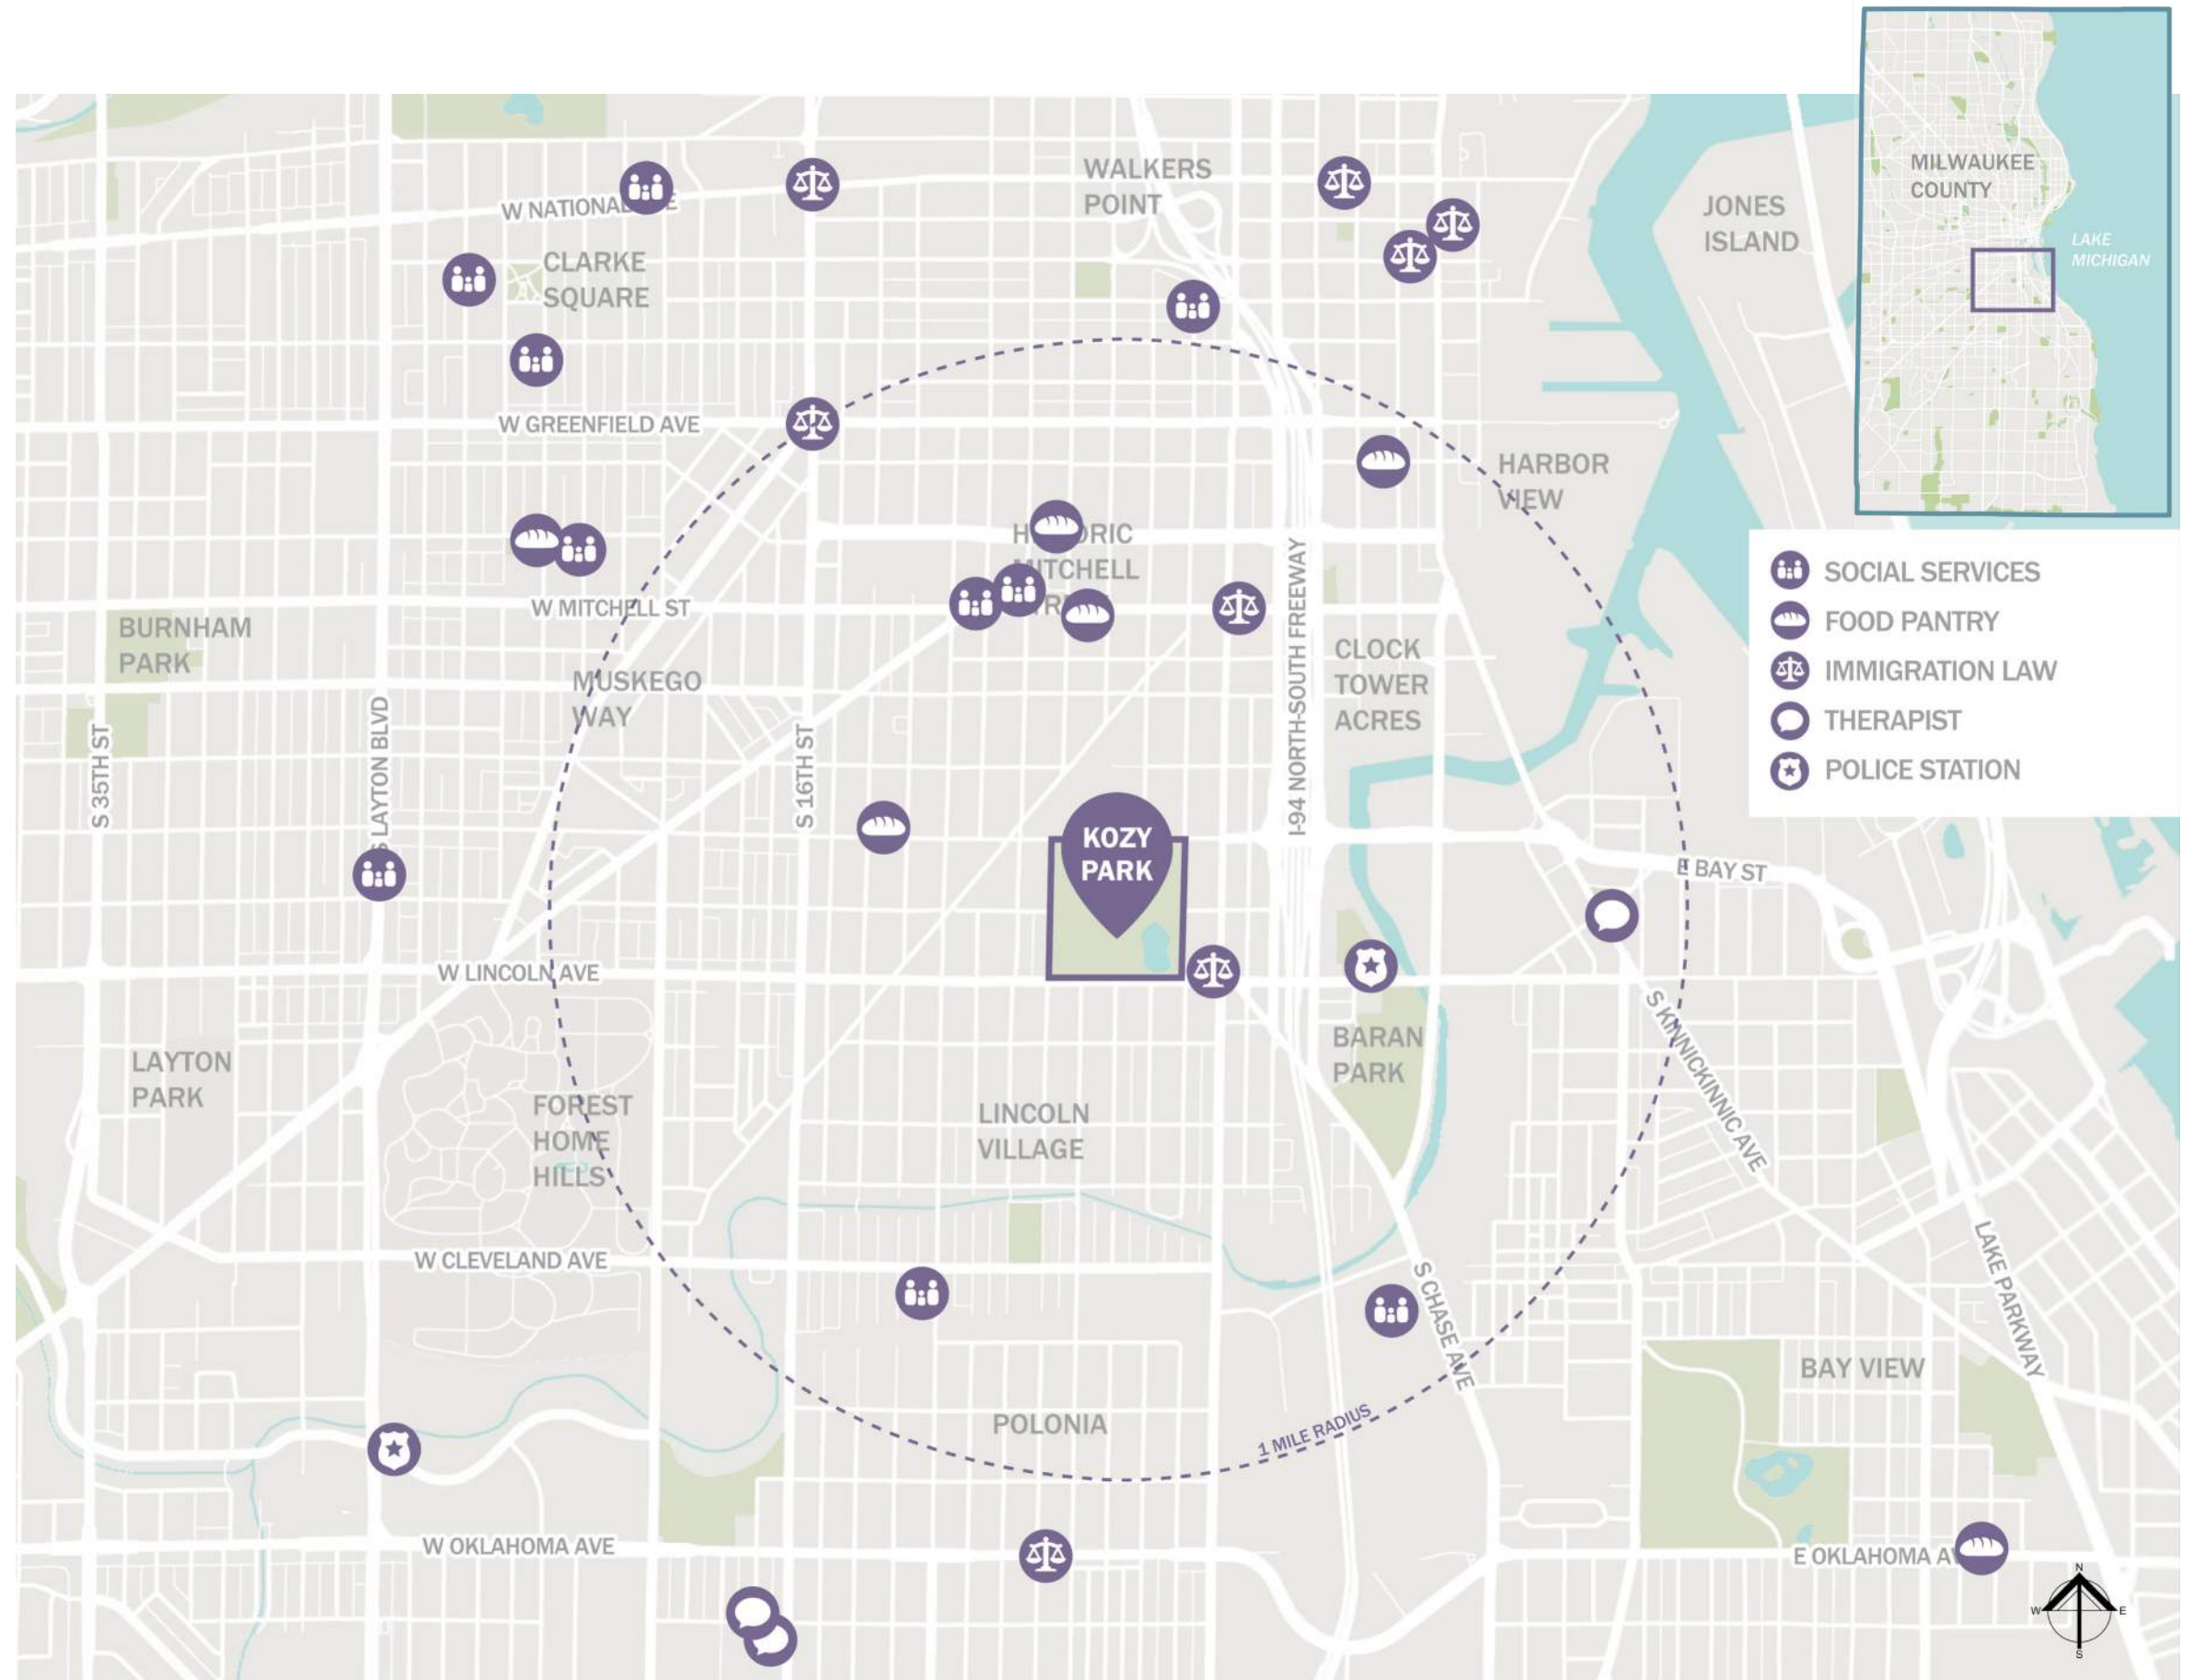 MILWAUKEE
COUNTY
LAKE
MICHIGAN
WALKERS
POINT
JONES
ISLAND
W NATIONAL
CLARKE
SQUARE
W GREENFIELD AVE
HARBOR
VIEW
MITCHELL
W MITCHELL ST
BURNHAM
PARK
MUSKEGO
WAY
CLOCK
TOWER
ACRES
SOCIAL SERVICES
FOOD PANTRY
IMMIGRATION LAW
THERAPIST
POLICE STATION
S 35TH ST
S LAYTON BLVD
S 16TH ST
I-94 NORTH-SOUTH FREEWAY
KOZY
PARK
E BAY ST
W LINCOLN AVE
S KINNICKINNIC AVE
LAYTON
PARK
BARAN
PARK
FOREST
HOME
HILLS
LINCOLN
VILLAGE
W CLEVELAND AVE
S CHASE AVE
LAKE PARKWAY
BAY VIEW
POLONIA
1 MILE RADIUS
W OKLAHOMA AVE
E OKLAHOMA
N
W
E
S